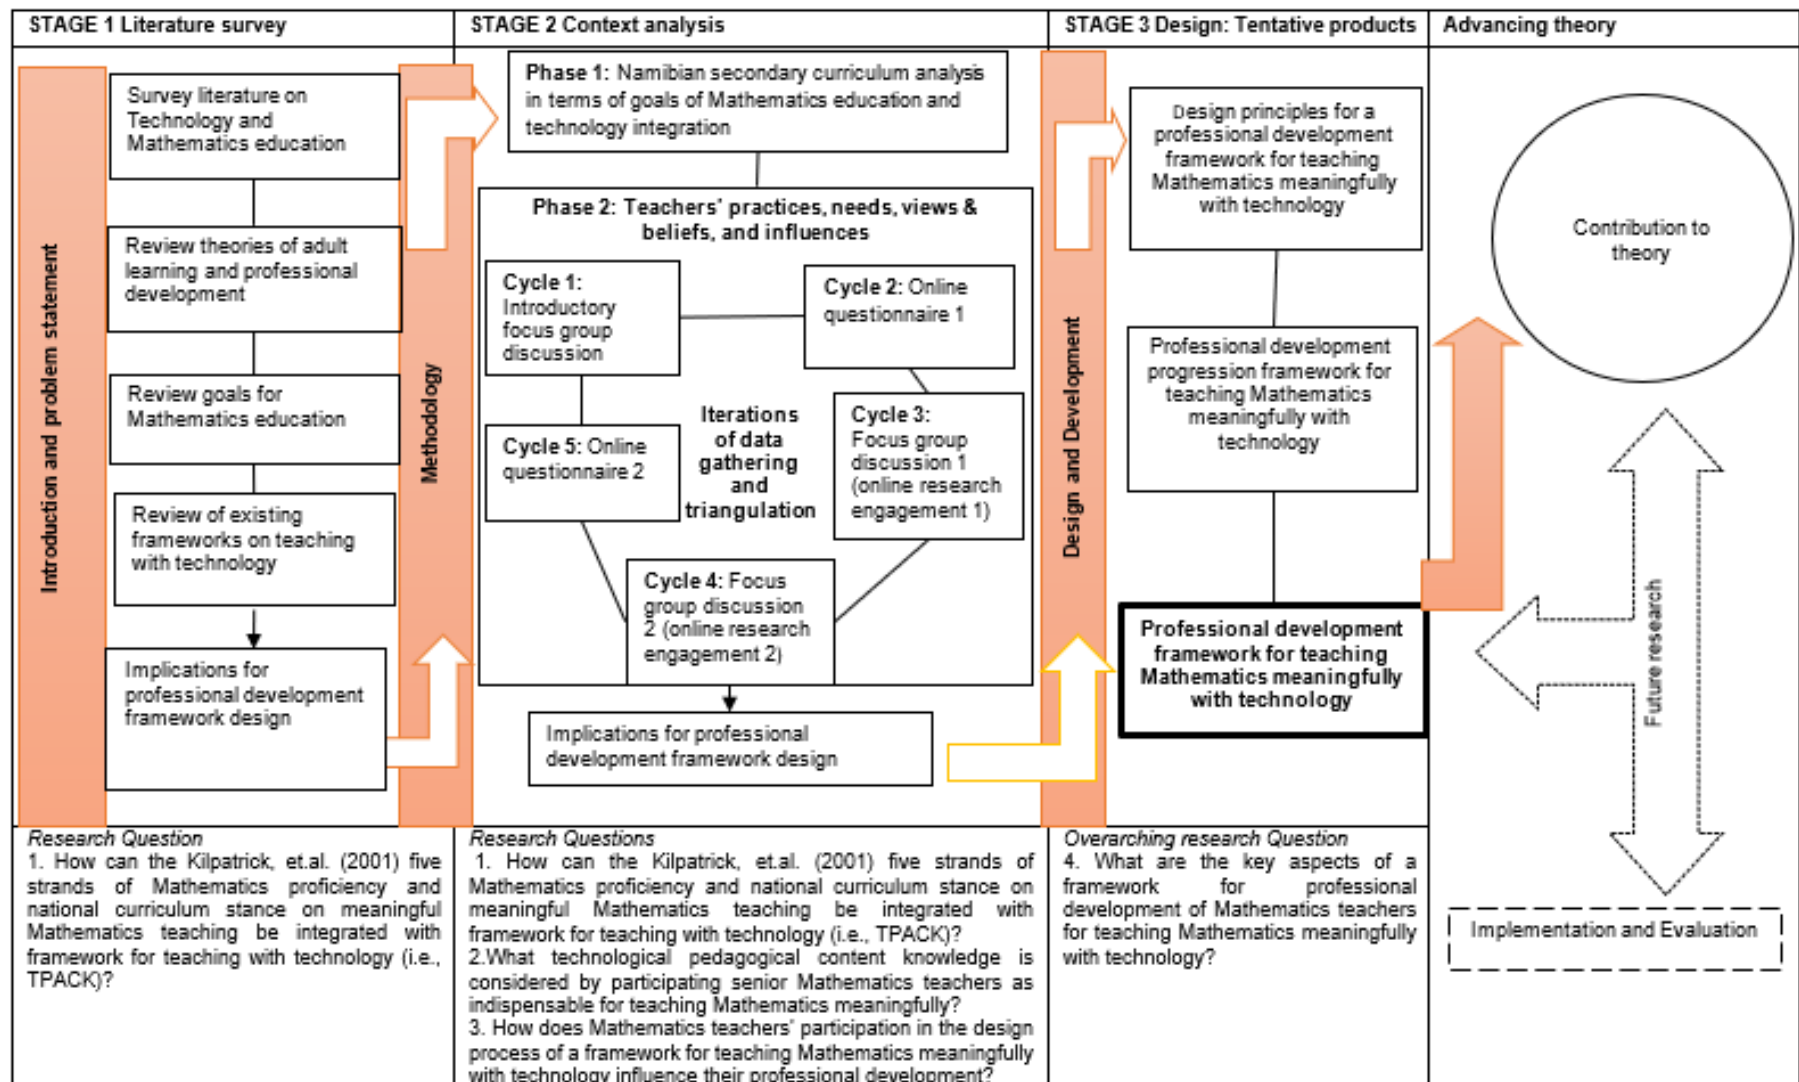 STAGE 1 Literature survey
STAGE 2 Context analysis
STAGE 3 Design: Tentative products
Advancing theory
Introduction and problem statement
Survey literature on
Technology and
Mathematics education
Review theories of adult
learning and professional
development
Review goals for
Mathematics education
Review of existing
frameworks on teaching
with technology
Implications for
professional development
framework design
Methodology
Phase 1: Namibian secondary curriculum analysis
in terms of goals of Mathematics education and
technology integration
Phase 2: Teachers' practices, needs, views &
beliefs, and influences
Cycle 1:
Introductory
focus group
discussion
Cycle 2: Online
questionnaire 1
Cycle 3:
Focus group
discussion 1
(online research
engagement 1)
Cycle 4: Focus
group discussion
2 (online research
engagement 2)
Cycle 5: Online
questionnaire 2
Iterations
of data
gathering
and
triangulation
Implications for professional
development framework design
Design and Development
Design principles for a
professional development
framework for teaching
Mathematics meaningfully
with technology
Professional development
progression framework for
teaching Mathematics
meaningfully with
technology
Professional development
framework for teaching
Mathematics meaningfully
with technology
Contribution to
theory
Future research
Implementation and Evaluation
Research Question
1. How can the Kilpatrick, et.al. (2001) five
strands of Mathematics proficiency and
national curriculum stance on meaningful
Mathematics teaching be integrated with
framework for teaching with technology (i.e.,
TPACK)?
Research Questions
1. How can the Kilpatrick, et.al. (2001) five strands of
Mathematics proficiency and national curriculum stance on
meaningful Mathematics teaching be integrated with
framework for teaching with technology (i.e., TPACK)?
2.What technological pedagogical content knowledge is
considered by participating senior Mathematics teachers as
indispensable for teaching Mathematics meaningfully?
3. How does Mathematics teachers' participation in the design
process of a framework for teaching Mathematics meaningfully
with technology influence their professional development?
Overarching research Question
4. What are the key aspects of a
framework for professional
development of Mathematics teachers
for teaching Mathematics meaningfully
with technology?